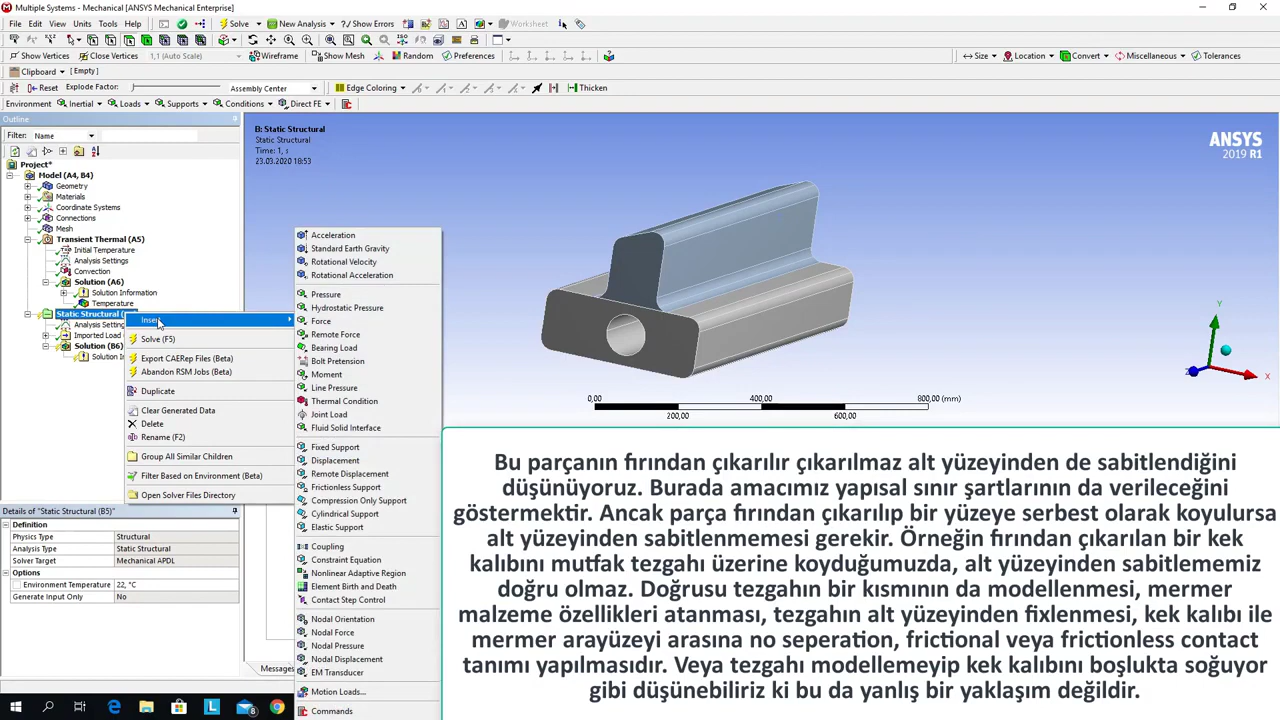 Multiple Systems - Mechanical [ANSYS Mechanical Enterprise]
File Edit View Units Tools Help Solve New Analysis ?/Show Errors Worksheet
Show Vertices Close Vertices 1,1 (Auto Scale) Wireframe Show Mesh Random Preferences Size Location Convert Miscellaneous Tolerances
Clipboard [Empty]
Reset Explode Factor: Assembly Center Edge Coloring Thicken
Environment Inertial Loads Supports Conditions Direct FE
Outline
Filter: Name
Project*
Model (A4, B4)
Geometry
Materials
Coordinate Systems
Connections
Mesh
Transient Thermal (A5)
Initial Temperature
Analysis Settings
Convection
Solution (A6)
Solution Information
Temperature
Static Structural (
Analysis Setting
Imported Load
Solution (B6)
Solution In
Insert
Solve (F5)
Export CAERep Files (Beta)
Abandon RSM Jobs (Beta)
Duplicate
Clear Generated Data
Delete
Rename (F2)
Group All Similar Children
Filter Based on Environment (Beta)
Open Solver Files Directory
Acceleration
Standard Earth Gravity
Rotational Velocity
Rotational Acceleration
Pressure
Hydrostatic Pressure
Force
Remote Force
Bearing Load
Bolt Pretension
Moment
Line Pressure
Thermal Condition
Joint Load
Fluid Solid Interface
Fixed Support
Displacement
Remote Displacement
Frictionless Support
Compression Only Support
Cylindrical Support
Elastic Support
Coupling
Constraint Equation
Nonlinear Adaptive Region
Element Birth and Death
Contact Step Control
Nodal Orientation
Nodal Force
Nodal Pressure
Nodal Displacement
EM Transducer
Motion Loads...
Commands
B: Static Structural
Static Structural
Time: 1, s
23.03.2020 18:53
ANSYS
2019 R1
0,00 400,00 800,00 (mm)
200,00 600,00
Y
Z X
Details of "Static Structural (B5)"
Definition
Physics Type Structural
Analysis Type Static Structural
Solver Target Mechanical APDL
Options
Environment Temperature 22, °C
Generate Input Only No
Messages
Bu parçanın fırından çıkarılır çıkarılmaz alt yüzeyinden de sabitlendiğini
düşünüyoruz. Burada amacımız yapısal sınır şartlarının da verileceğini
göstermektir. Ancak parça fırından çıkarılıp bir yüzeye serbest olarak koyulursa
alt yüzeyinden sabitlenmemesi gerekir. Örneğin fırından çıkarılan bir kek
kalıbını mutfak tezgahı üzerine koyduğumuzda, alt yüzeyinden sabitlememiz
doğru olmaz. Doğrusu tezgahın bir kısmının da modellenmesi, mermer
malzeme özellikleri atanması, tezgahın alt yüzeyinden fixlenmesi, kek kalıbı ile
mermer arayüzeyi arasına no seperation, frictional veya frictionless contact
tanımı yapılmasıdır. Veya tezgahı modellemeyip kek kalıbını boşlukta soğuyor
gibi düşünebiliriz ki bu da yanlış bir yaklaşım değildir.